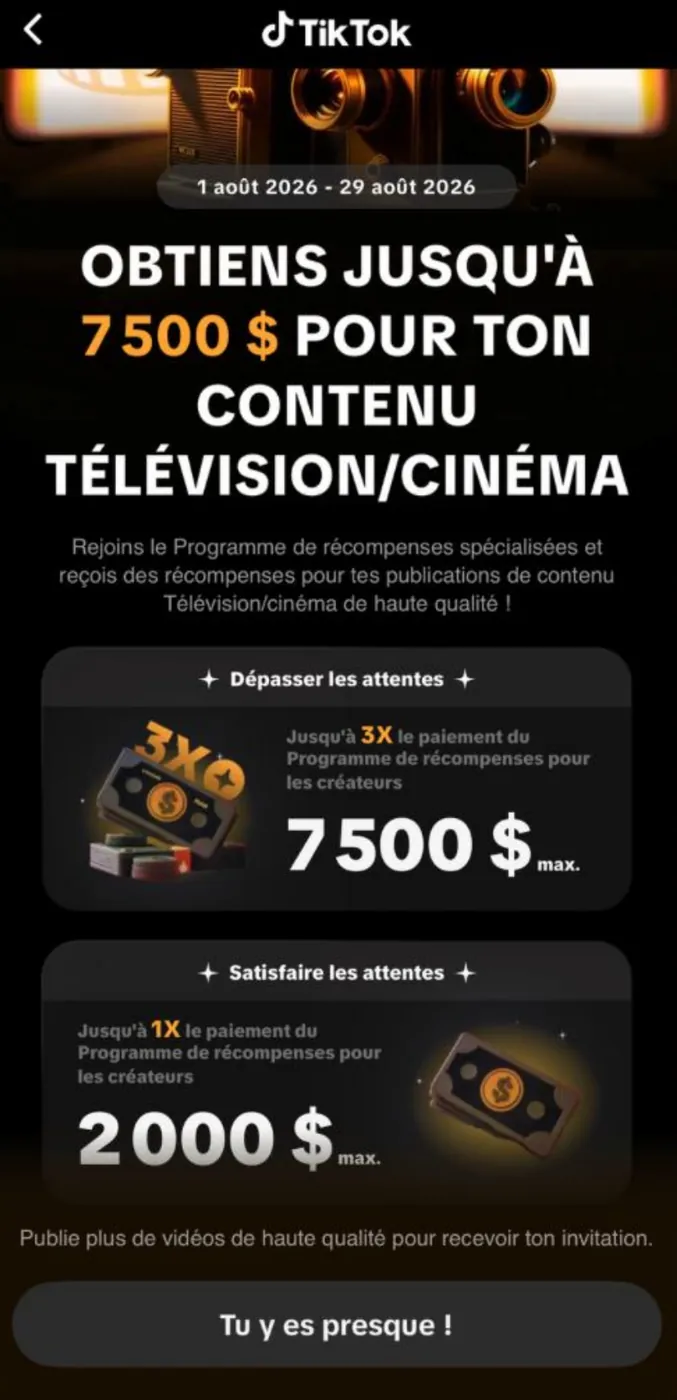 TikTok
1 août 2026 - 29 août 2026
OBTIENS JUSQU'À
7 500 $ POUR TON
CONTENU
TÉLÉVISION/CINÉMA
Rejoins le Programme de récompenses spécialisées et
reçois des récompenses pour tes publications de contenu
Télévision/cinéma de haute qualité !
Dépasser les attentes
3X
Jusqu'à 3X le paiement du
Programme de récompenses pour
les créateurs
7 500 $ max.
Satisfaire les attentes
Jusqu'à 1X le paiement du
Programme de récompenses pour
les créateurs
2 000 $ max.
Publie plus de vidéos de haute qualité pour recevoir ton invitation.
Tu y es presque !